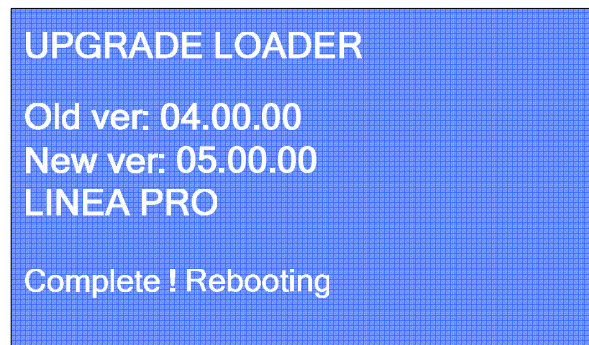 UPGRADE LOADER
Old ver: 04.00.00
New ver: 05.00.00
LINEA PRO
Complete ! Rebooting